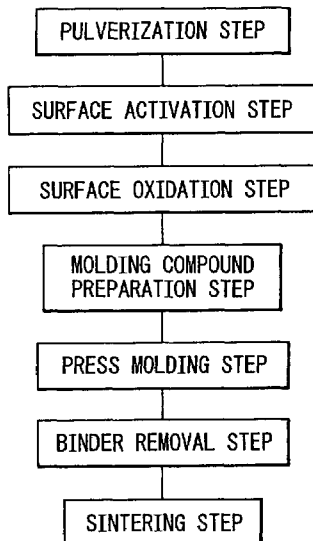 PULVERIZATION STEP
SURFACE ACTIVATION STEP
SURFACE OXIDATION STEP
MOLDING COMPOUND
PREPARATION STEP
PRESS MOLDING STEP
BINDER REMOVAL STEP
SINTERING STEP